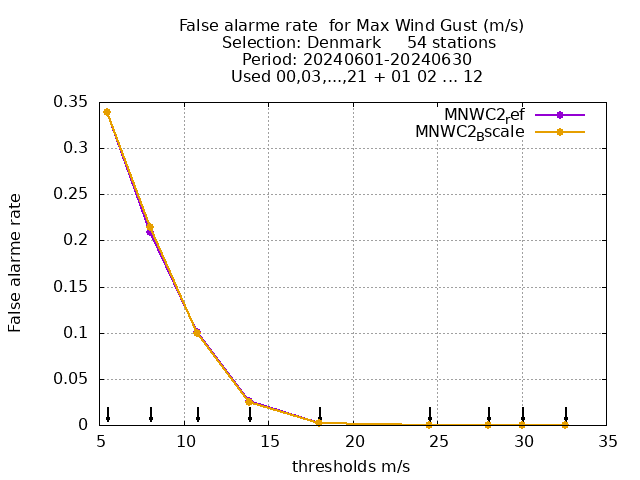 False alarme rate  for Max Wind Gust (m/s)
Selection: Denmark     54 stations
Period: 20240601-20240630
Used 00,03,...,21 + 01 02 ... 12
MNWC2ref
MNWC2Bscale
0.35
0.3
0.25
0.2
0.15
0.1
0.05
0
False alarme rate
5 10 15 20 25 30 35
thresholds m/s